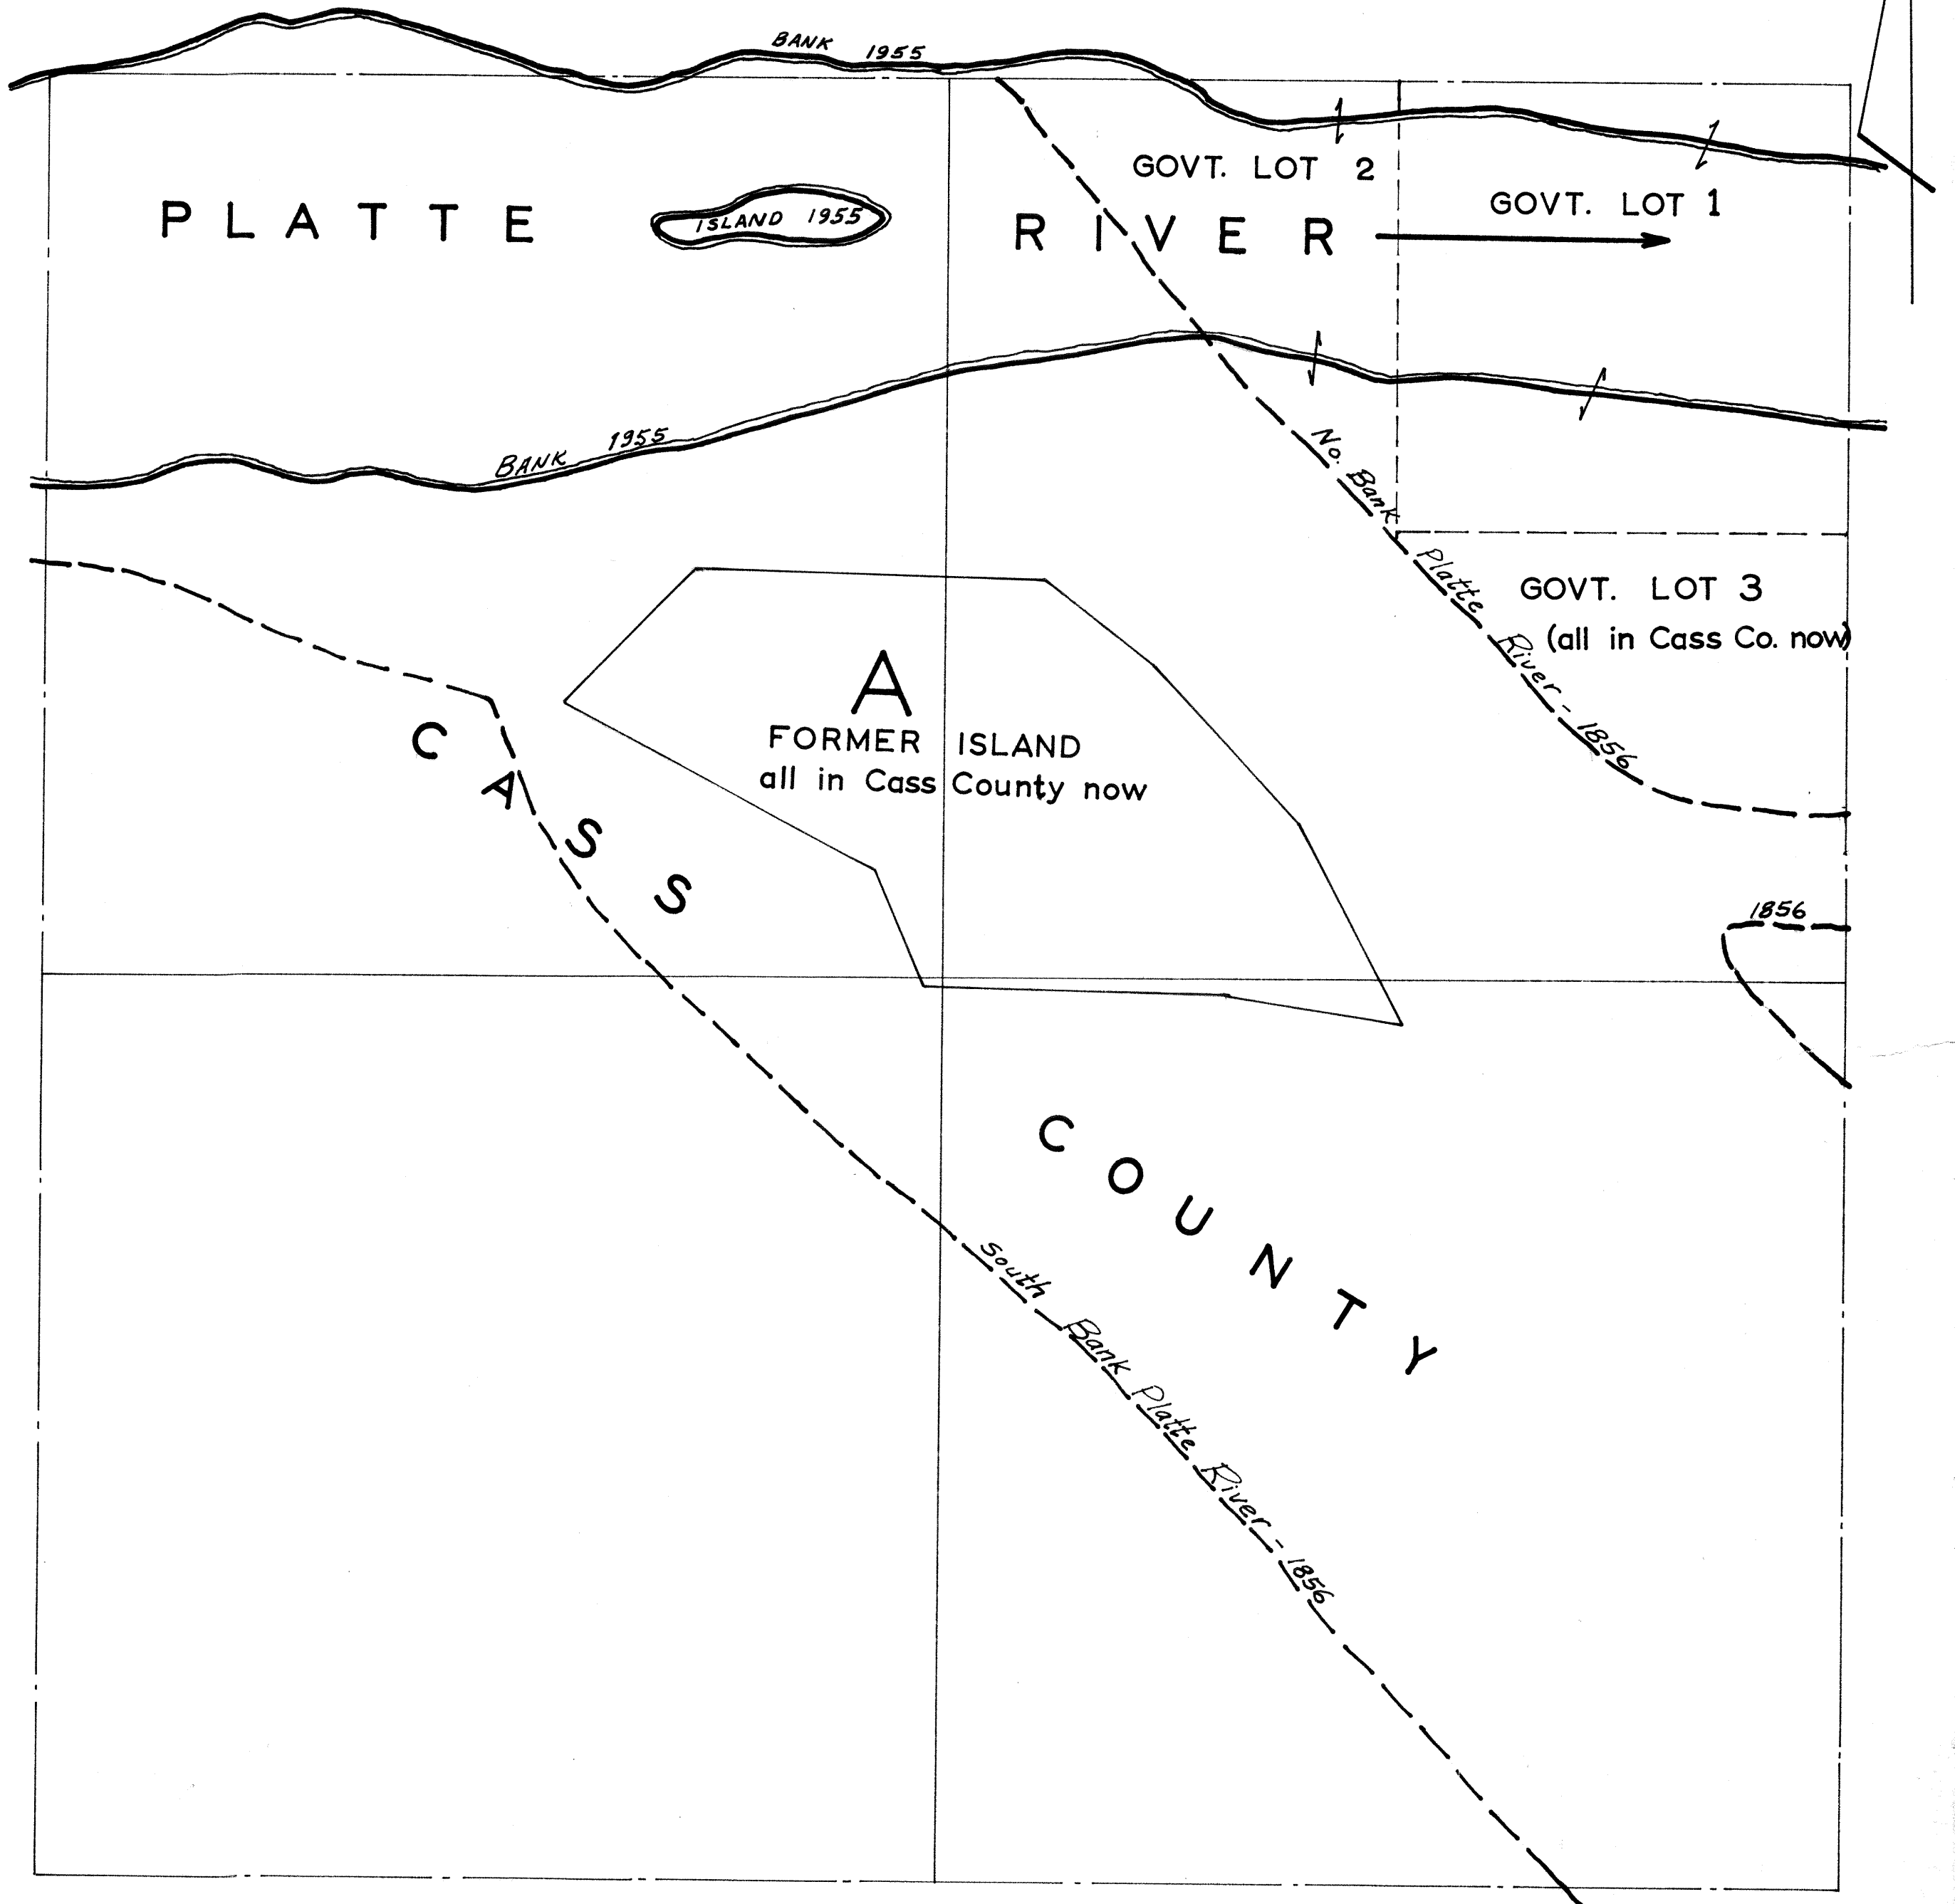 BANK 1955
GOVT. LOT 2
GOVT. LOT 1
PLATTE RIVER
ISLAND 1955
BANK 1955
No. Bank Platte River - 1856
GOVT. LOT 3
(all in Cass Co. now)
A
FORMER ISLAND
all in Cass County now
CASS COUNTY
1856
South Bank Platte River - 1856